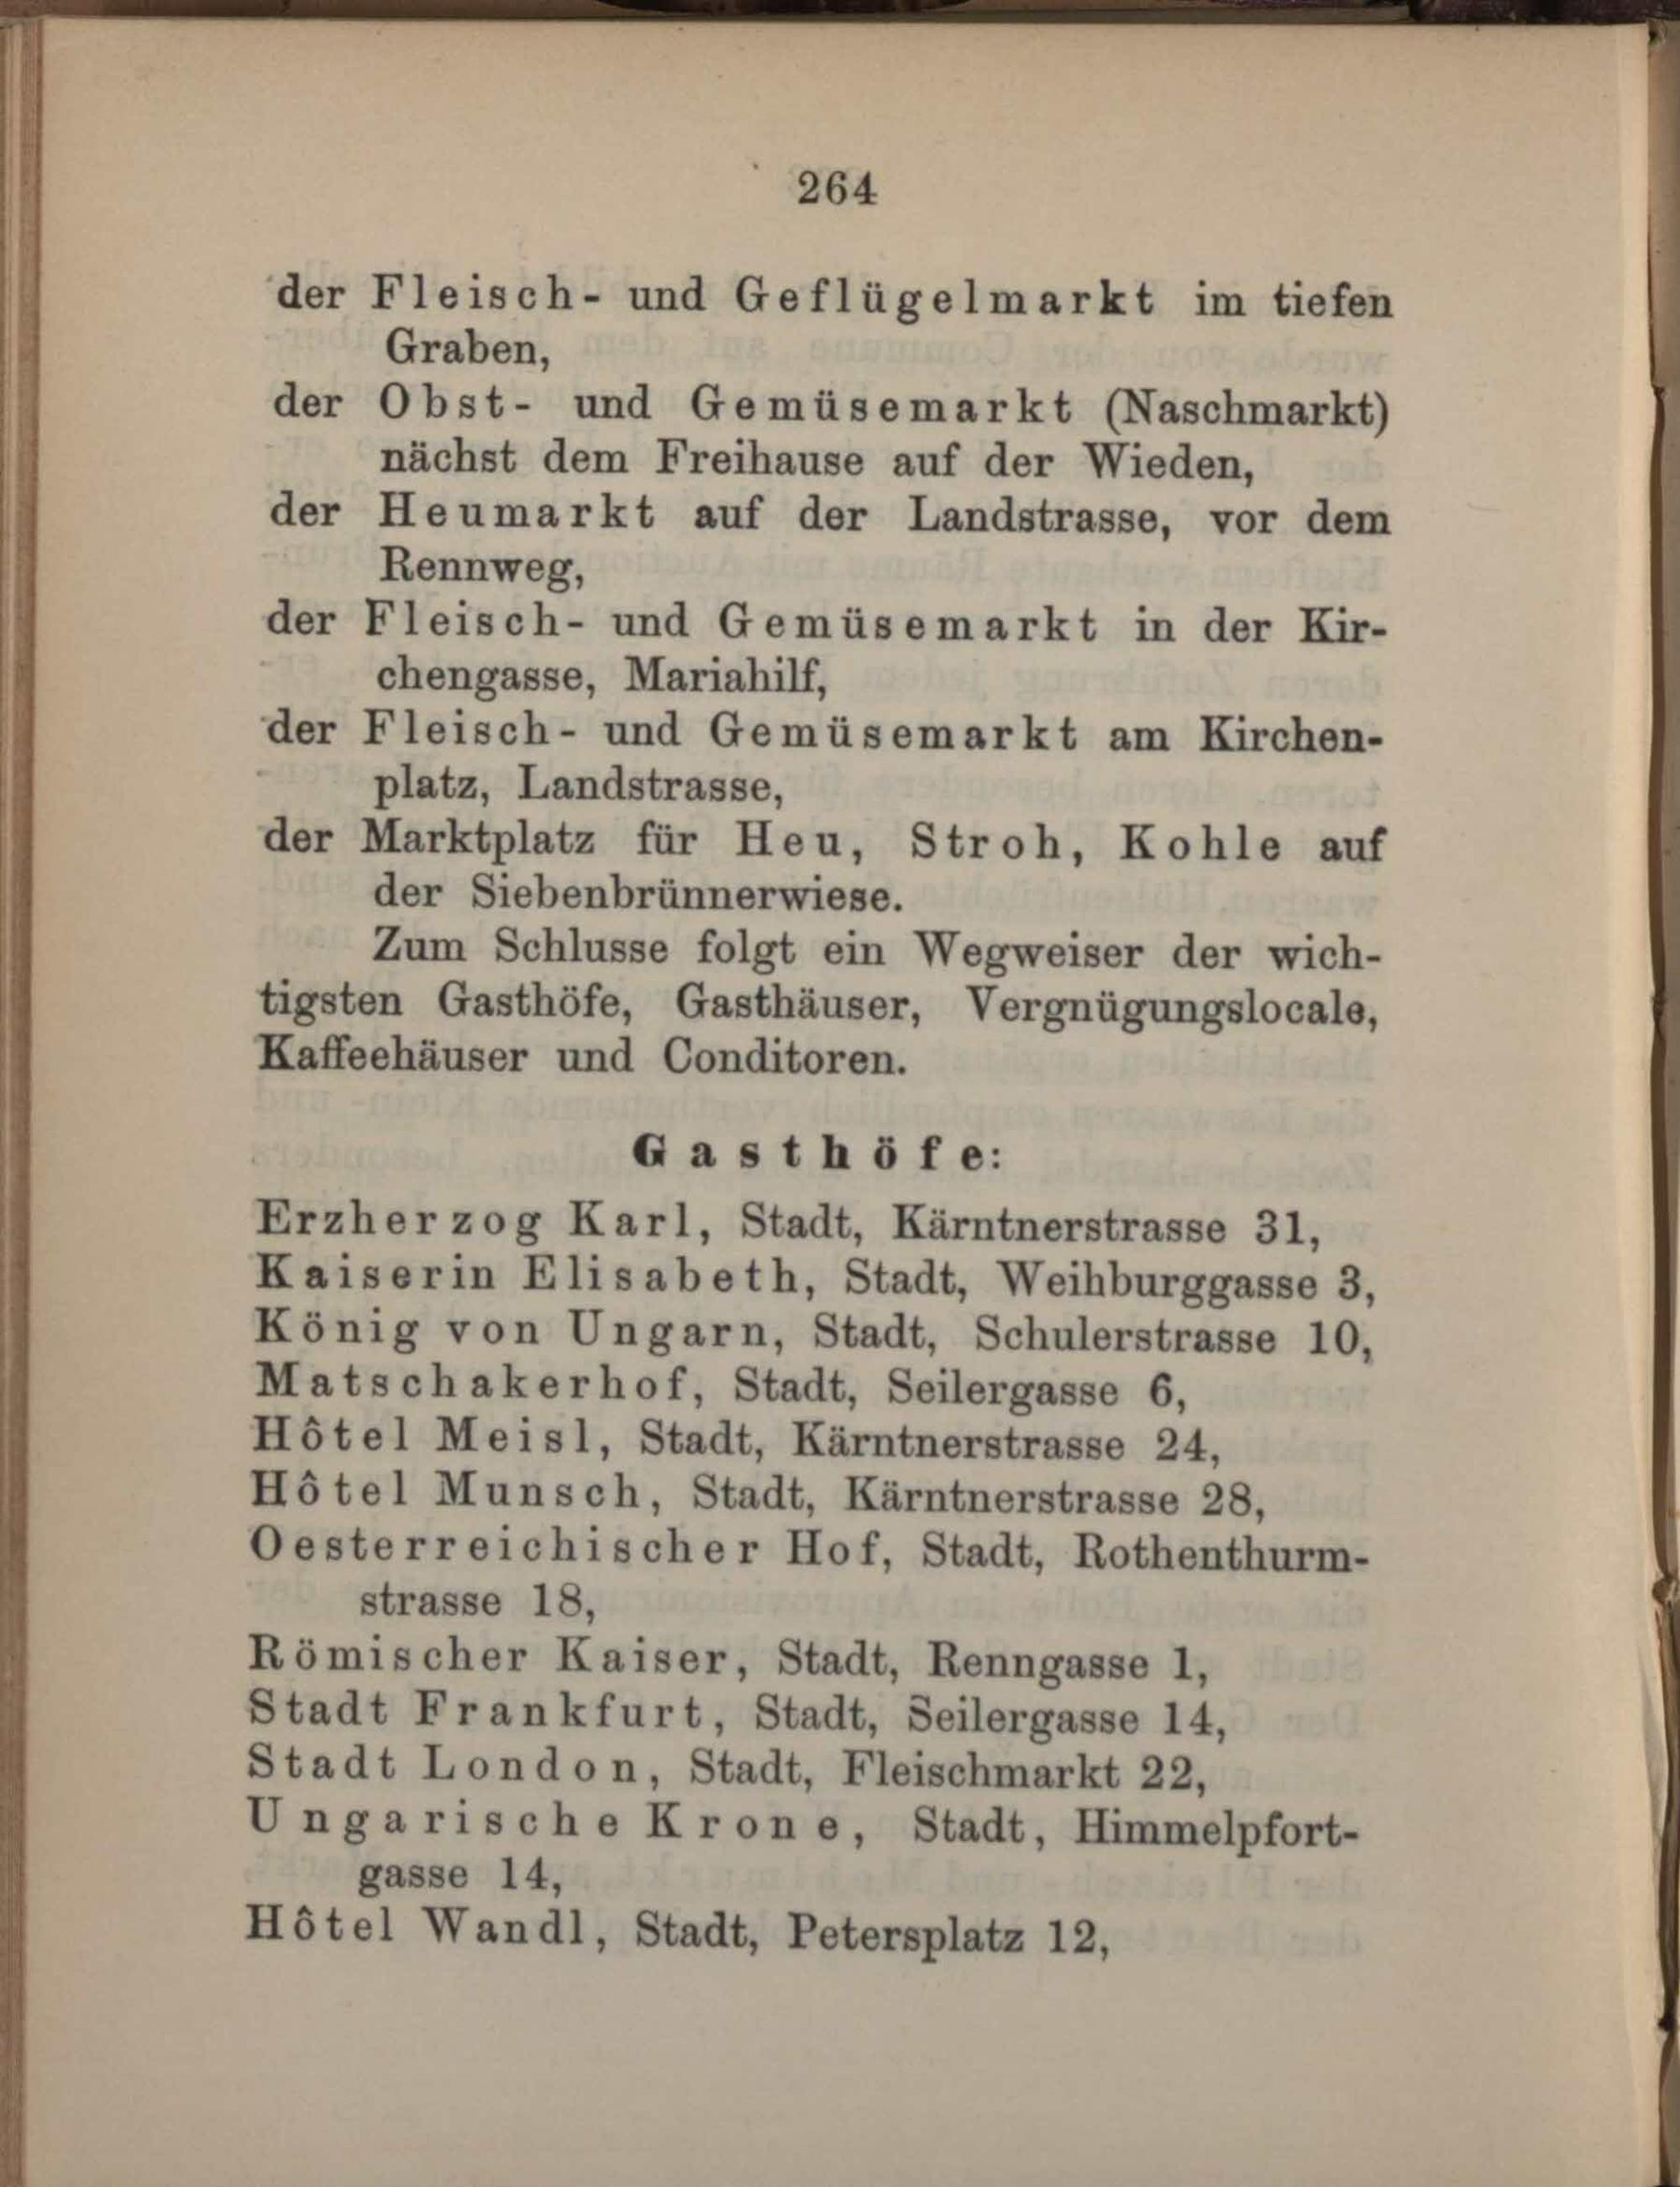 264
der Fleisch- und Geflügelmarkt im tiefen
Graben,
der Obst- und Gemüsemarkt (Naschmarkt)
nächst dem Freihause auf der Wieden,
der Heumarkt auf der Landstrasse, vor dem
Rennweg,
der Fleisch- und Gemüsemarkt in der Kir-
chengasse, Mariahilf,
der Fleisch- und Gemüsemarkt am Kirchen-
platz, Landstrasse,
der Marktplatz für Heu, Stroh, Kohle auf
der Siebenbrünnerwiese.
Zum Schlusse folgt ein Wegweiser der wich-
tigsten Gasthöfe, Gasthäuser, Vergnügungslocale,
Kaffeehäuser und Conditoren.
Gasthöfe:
Erzherzog Karl, Stadt, Kärntnerstrasse 31,
Kaiserin Elisabeth, Stadt, Weihburggasse 3,
König von Ungarn, Stadt, Schulerstrasse 10,
Matschakerhof, Stadt, Seilergasse 6,
Hôtel Meisl, Stadt, Kärntnerstrasse 24,
Hôtel Munsch, Stadt, Kärntnerstrasse 28,
Oesterreichischer Hof, Stadt, Rothenthurm-
strasse 18,
Römischer Kaiser, Stadt, Renngasse 1,
Stadt Frankfurt, Stadt, Seilergasse 14,
Stadt London, Stadt, Fleischmarkt 22,
Ungarische Krone, Stadt, Himmelpfort-
gasse 14,
Hôtel Wandl, Stadt, Petersplatz 12,